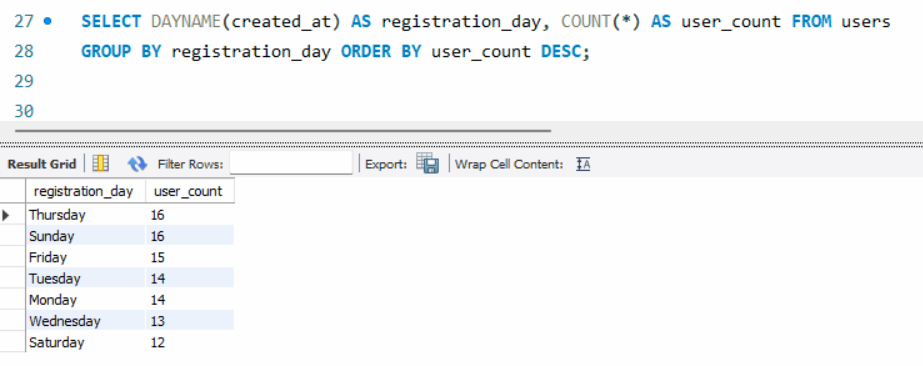 27 SELECT DAYNAME(created_at) AS registration_day, COUNT(*) AS user_count FROM users
28 GROUP BY registration_day ORDER BY user_count DESC;
29
30
Result Grid Filter Rows: Export: Wrap Cell Content:
registration_day user_count
Thursday 16
Sunday 16
Friday 15
Tuesday 14
Monday 14
Wednesday 13
Saturday 12